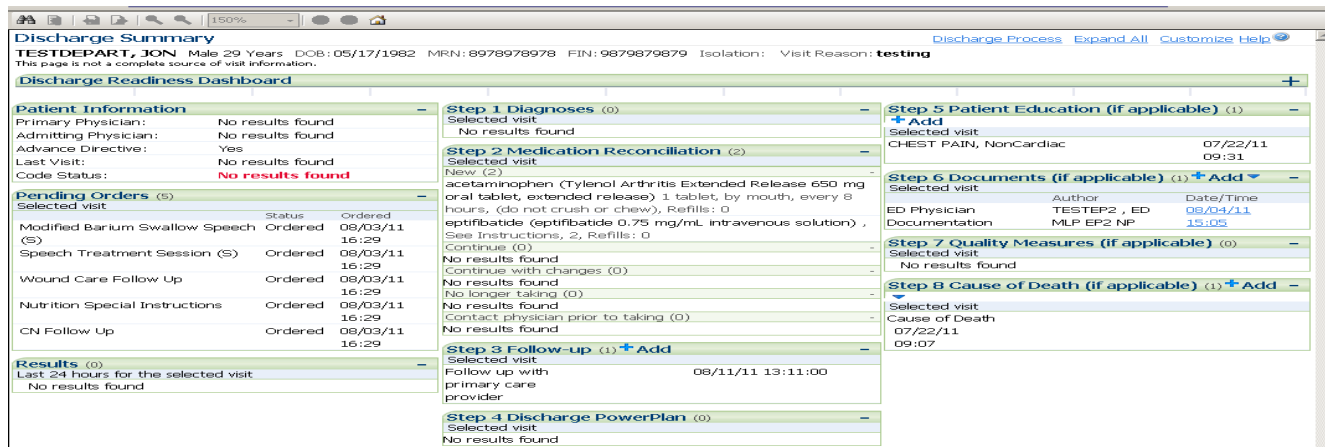 150%
Discharge Summary
Discharge Process Expand All Customize Help
TESTDEPART, JON Male 29 Years DOB: 05/17/1982 MRN: 8978978978 FIN: 9879879879 Isolation: Visit Reason: testing
This page is not a complete source of visit information.
Discharge Readiness Dashboard
Patient Information
Primary Physician: No results found
Admitting Physician: No results found
Advance Directive: Yes
Last Visit: No results found
Code Status: No results found
Pending Orders (5)
Selected visit
Status Ordered
Modified Barium Swallow Speech Ordered 08/03/11
(S) 16:29
Speech Treatment Session (S) Ordered 08/03/11
16:29
Wound Care Follow Up Ordered 08/03/11
16:29
Nutrition Special Instructions Ordered 08/03/11
16:29
CN Follow Up Ordered 08/03/11
16:29
Results (0)
Last 24 hours for the selected visit
No results found
Step 1 Diagnoses (0)
Selected visit
No results found
Step 2 Medication Reconciliation (2)
Selected visit
New (2)
acetaminophen (Tylenol Arthritis Extended Release 650 mg
oral tablet, extended release) 1 tablet, by mouth, every 8
hours, (do not crush or chew), Refills: 0
eptifibatide (eptifibatide 0.75 mg/mL intravenous solution) ,
See Instructions, 2, Refills: 0
Continue (0)
No results found
Continue with changes (0)
No results found
No longer taking (0)
No results found
Contact physician prior to taking (0)
No results found
Step 3 Follow-up (1) + Add
Selected visit
Follow up with 08/11/11 13:11:00
primary care
provider
Step 4 Discharge PowerPlan (0)
Selected visit
No results found
Step 5 Patient Education (if applicable) (1)
+ Add
Selected visit
CHEST PAIN, NonCardiac 07/22/11
09:31
Step 6 Documents (if applicable) (1) + Add
Selected visit
Author Date/Time
ED Physician TESTEP2 , ED 08/04/11
Documentation MLP EP2 NP 15:05
Step 7 Quality Measures (if applicable) (0)
Selected visit
No results found
Step 8 Cause of Death (if applicable) (1) + Add
Selected visit
Cause of Death
07/22/11
09:07